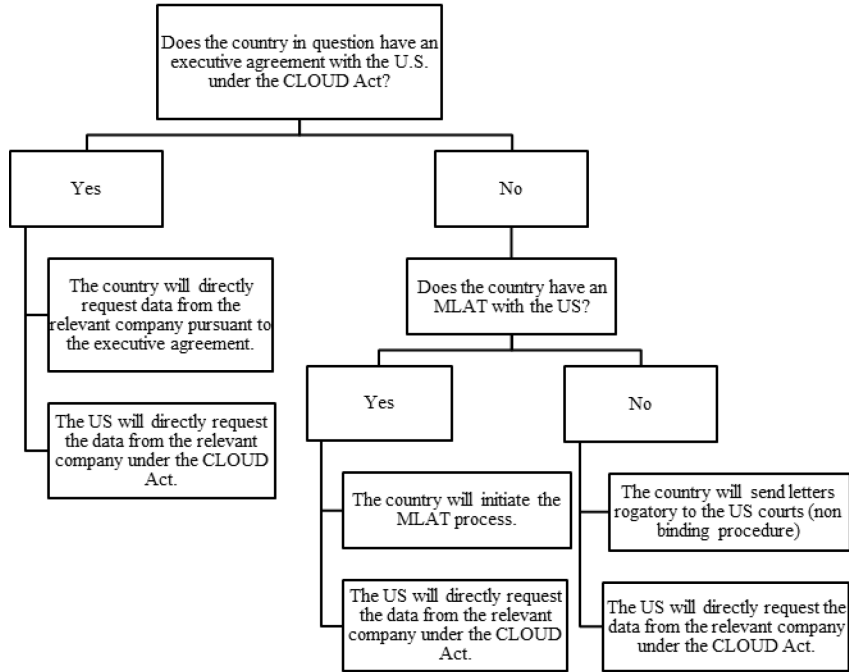 Does the country in question have an
executive agreement with the U.S.
under the CLOUD Act?
Yes
No
The country will directly
request data from the
relevant company pursuant to
the executive agreement.
Does the country have an
MLAT with the US?
The US will directly request
the data from the relevant
company under the CLOUD
Act.
Yes
No
The country will initiate the
MLAT process.
The country will send letters
rogatory to the US courts (non
binding procedure)
The US will directly request
the data from the relevant
company under the CLOUD
Act.
The US will directly request the
data from the relevant company
under the CLOUD Act.